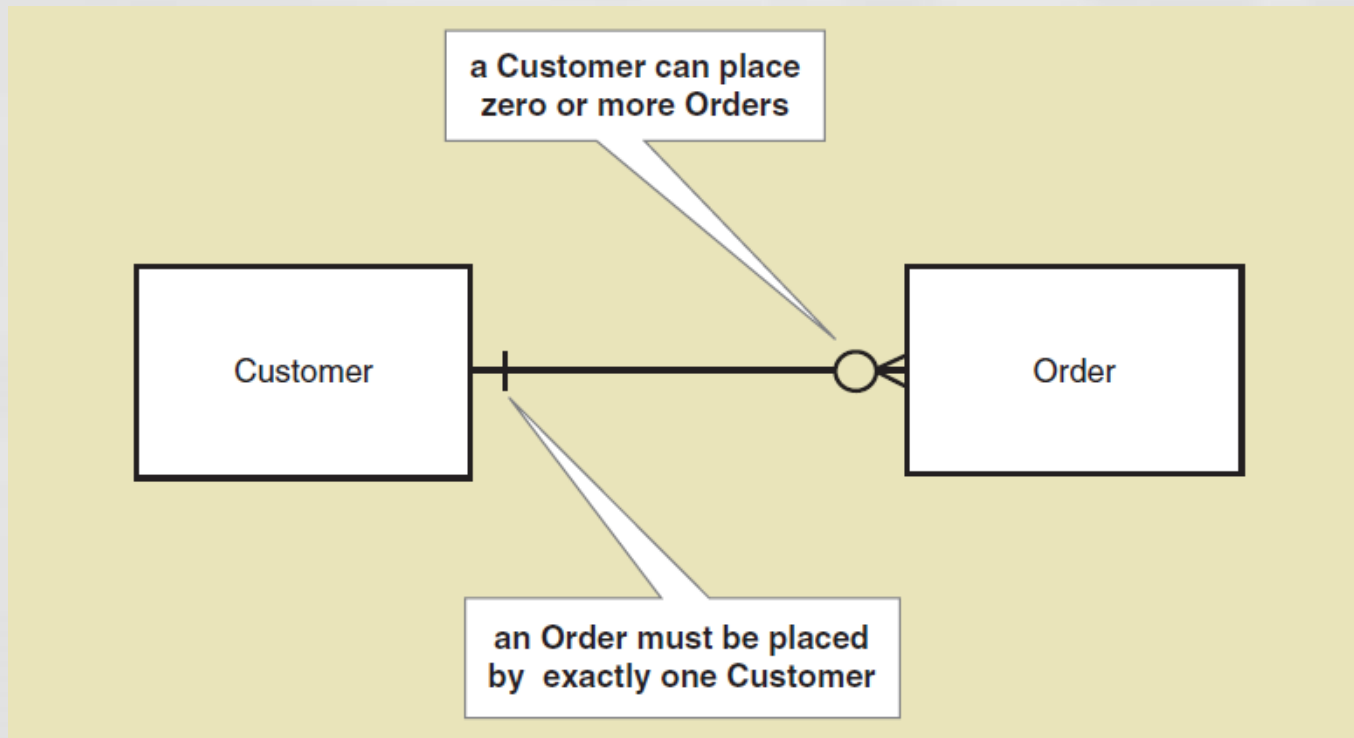 a Customer can place
zero or more Orders
Customer
Order
an Order must be placed
by exactly one Customer